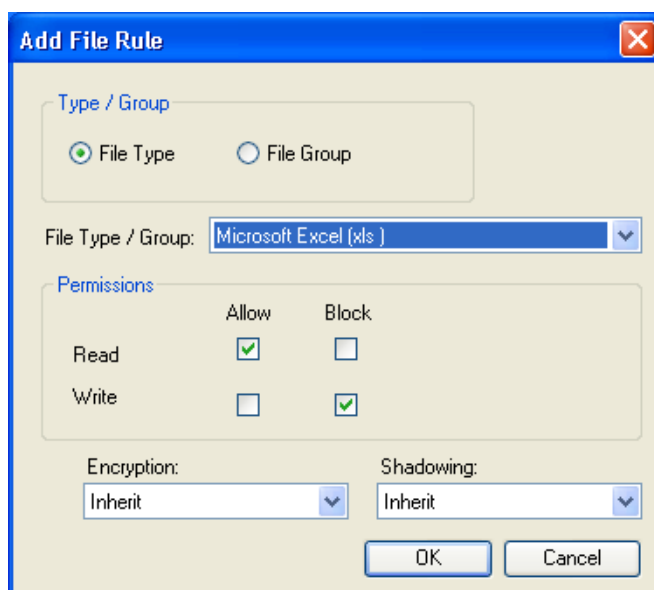 Add File Rule
Type / Group
File Type File Group
File Type / Group: Microsoft Excel (xls )
Permissions
Allow Block
Read
Write
Encryption: Shadowing:
Inherit Inherit
OK Cancel